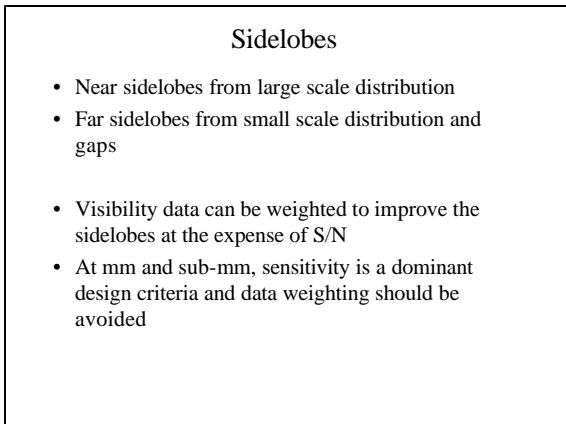 Sidelobes
• Near sidelobes from large scale distribution
• Far sidelobes from small scale distribution and
gaps
• Visibility data can be weighted to improve the
sidelobes at the expense of S/N
• At mm and sub-mm, sensitivity is a dominant
design criteria and data weighting should be
avoided